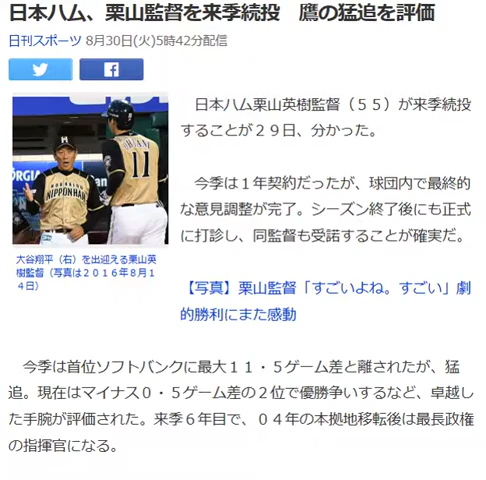 日本ハム、栗山監督を来季続投　鷹の猛追を評価
日刊スポーツ 8月30日(火)5時42分配信
OHTANI
11
H
HOKKAIDO
NIPPONHAM
日本ハム栗山英樹監督（５５）が来季続投
することが２９日、分かった。
今季は１年契約だったが、球団内で最終的
な意見調整が完了。シーズン終了後にも正式
に打診し、同監督も受諾することが確実だ。
大谷翔平（右）を出迎える栗山英
樹監督（写真は２０１６年８月１
４日）
【写真】栗山監督「すごいよね。すごい」劇
的勝利にまた感動
今季は首位ソフトバンクに最大１１・５ゲーム差と離されたが、猛
追。現在はマイナス０・５ゲーム差の２位で優勝争いするなど、卓越し
た手腕が評価された。来季６年目で、０４年の本拠地移転後は最長政権
の指揮官になる。